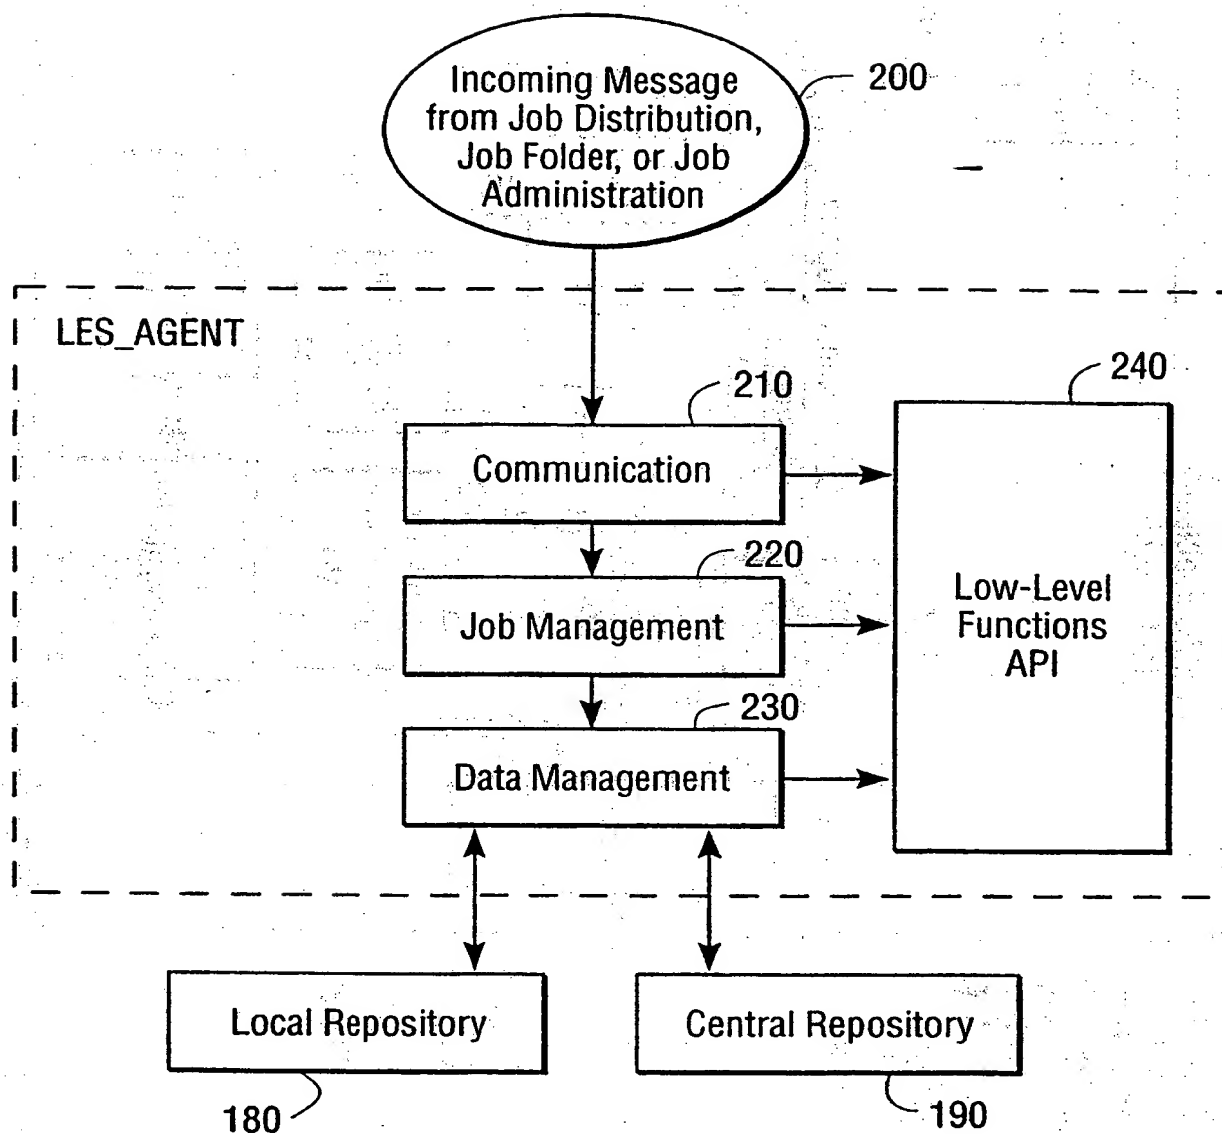 Incoming Message
from Job Distribution,
Job Folder, or Job
Administration
200
LES_AGENT
210
Communication
220
Job Management
230
Data Management
240
Low-Level
Functions
API
Local Repository
180
Central Repository
190